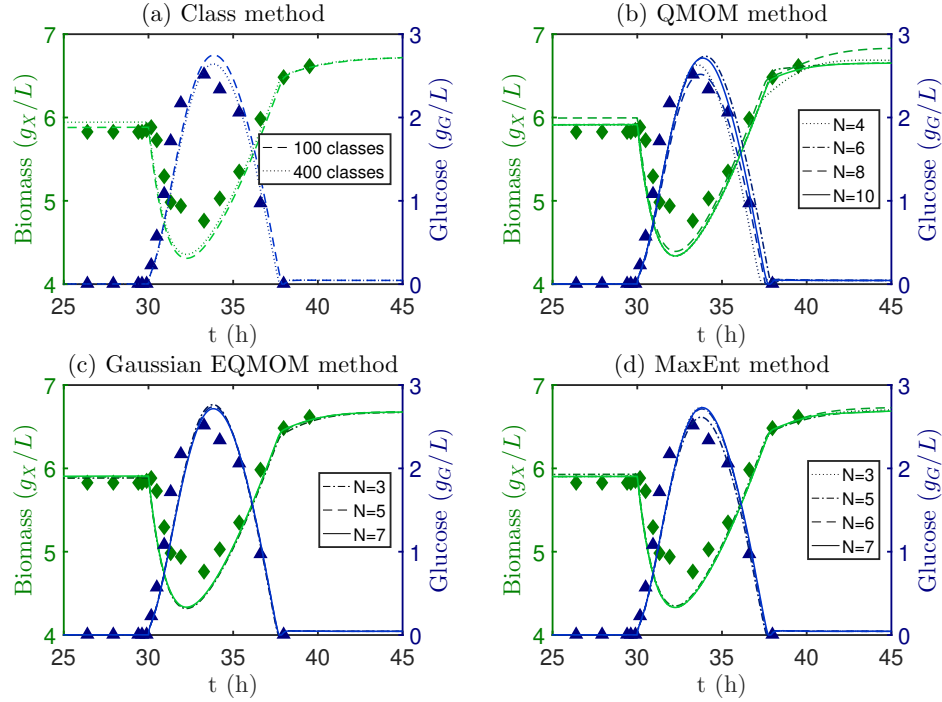 (a) Class method
7
6
5
4
Biomass (g_X/L)
3
2
1
0
Glucose (g_G/L)
100 classes
400 classes
25 30 35 40 45
t (h)
(b) QMOM method
7
6
5
4
Biomass (g_X/L)
3
2
1
0
Glucose (g_G/L)
N=4
N=6
N=8
N=10
25 30 35 40 45
t (h)
(c) Gaussian EQMOM method
7
6
5
4
Biomass (g_X/L)
3
2
1
0
Glucose (g_G/L)
N=3
N=5
N=7
25 30 35 40 45
t (h)
(d) MaxEnt method
7
6
5
4
Biomass (g_X/L)
3
2
1
0
Glucose (g_G/L)
N=3
N=5
N=6
N=7
25 30 35 40 45
t (h)